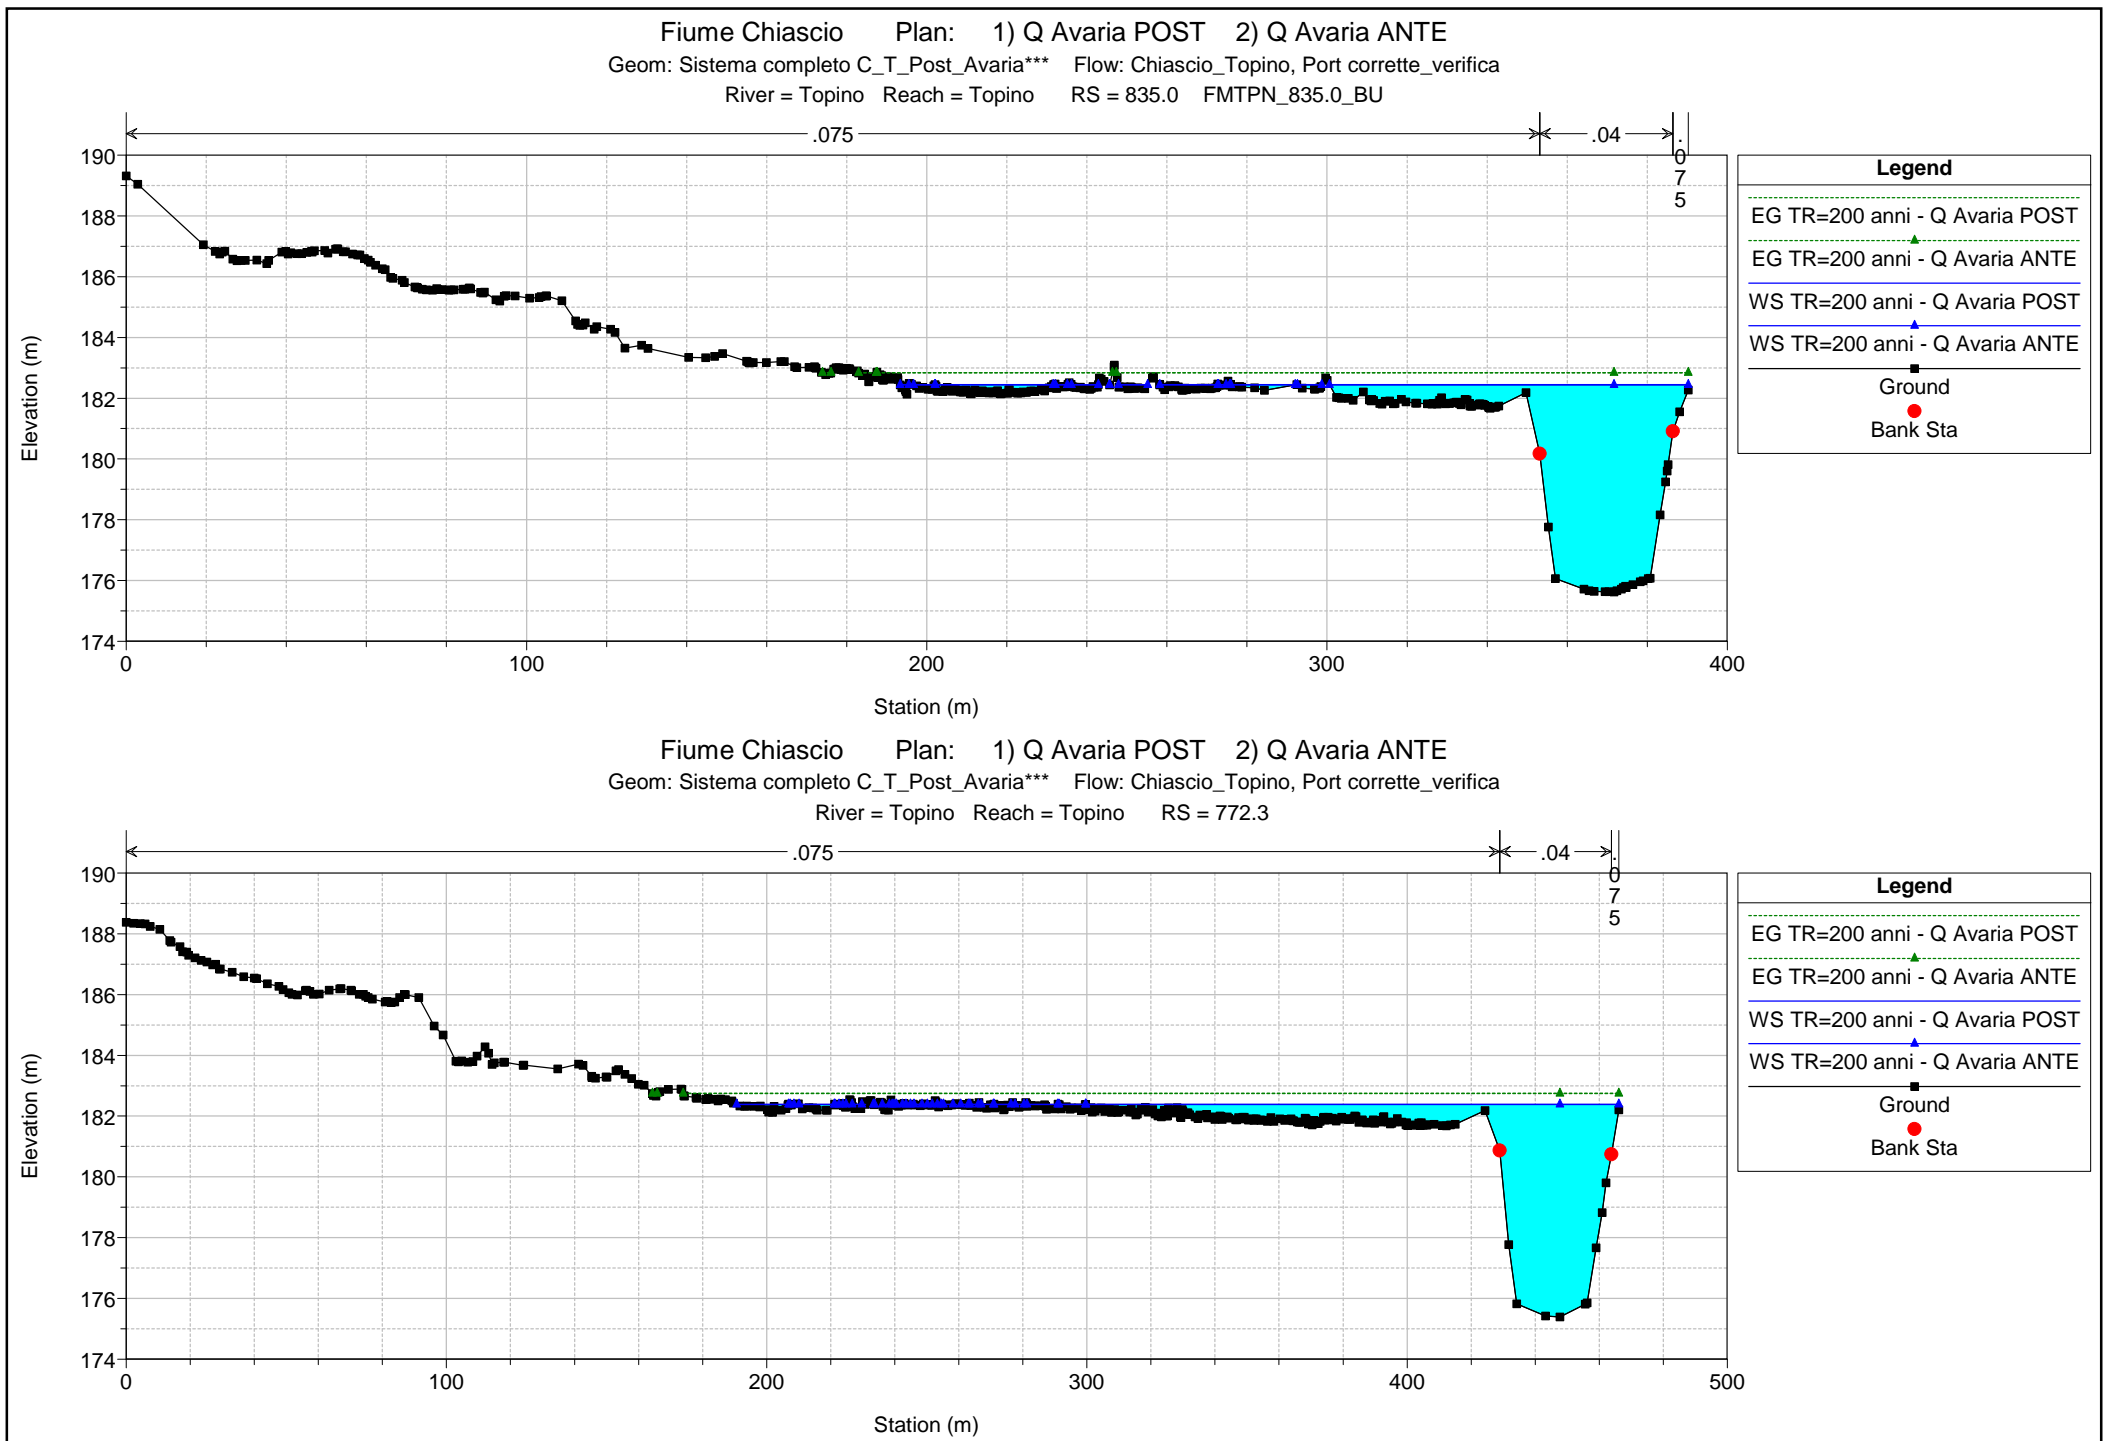 Fiume Chiascio Plan: 1) Q Avaria POST 2) Q Avaria ANTE
Geom: Sistema completo C_T_Post_Avaria*** Flow: Chiascio_Topino, Port corrette_verifica
River = Topino Reach = Topino RS = 835.0 FMTPN_835.0_BU
.075
.04
.075
190
188
186
184
182
180
178
176
174
Elevation (m)
0 100 200 300 400
Station (m)
Legend
EG TR=200 anni - Q Avaria POST
EG TR=200 anni - Q Avaria ANTE
WS TR=200 anni - Q Avaria POST
WS TR=200 anni - Q Avaria ANTE
Ground
Bank Sta
Fiume Chiascio Plan: 1) Q Avaria POST 2) Q Avaria ANTE
Geom: Sistema completo C_T_Post_Avaria*** Flow: Chiascio_Topino, Port corrette_verifica
River = Topino Reach = Topino RS = 772.3
.075
.04
.075
190
188
186
184
182
180
178
176
174
Elevation (m)
0 100 200 300 400 500
Station (m)
Legend
EG TR=200 anni - Q Avaria POST
EG TR=200 anni - Q Avaria ANTE
WS TR=200 anni - Q Avaria POST
WS TR=200 anni - Q Avaria ANTE
Ground
Bank Sta